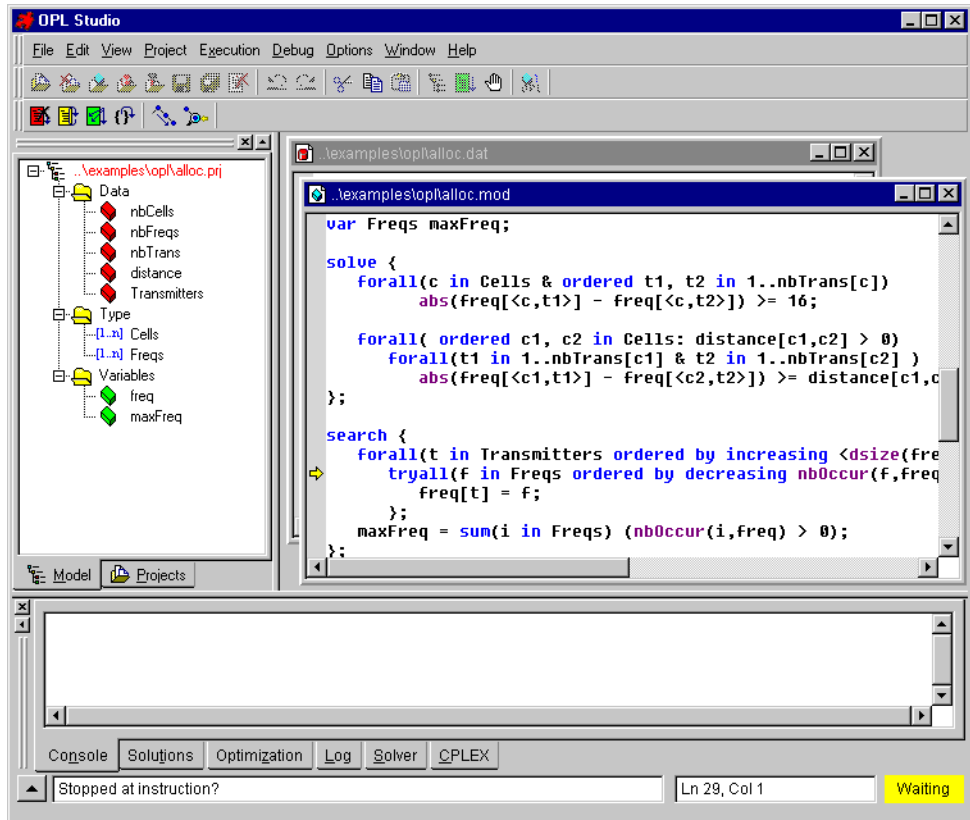 OPL Studio
File Edit View Project Execution Debug Options Window Help
..\examples\opl\alloc.prj
Data
nbCells
nbFreqs
nbTrans
distance
Transmitters
Type
[1..n] Cells
[1..n] Freqs
Variables
freq
maxFreq
Model Projects
..\examples\opl\alloc.dat
..\examples\opl\alloc.mod
var Freqs maxFreq;
solve {
forall(c in Cells & ordered t1, t2 in 1..nbTrans[c])
abs(freq[<c,t1>] - freq[<c,t2>]) >= 16;
forall( ordered c1, c2 in Cells: distance[c1,c2] > 0)
forall(t1 in 1..nbTrans[c1] & t2 in 1..nbTrans[c2] )
abs(freq[<c1,t1>] - freq[<c2,t2>]) >= distance[c1,c
};
search {
forall(t in Transmitters ordered by increasing <dsize(fre
tryall(f in Freqs ordered by decreasing nbOccur(f,freq
freq[t] = f;
};
maxFreq = sum(i in Freqs) (nbOccur(i,freq) > 0);
};
Console Solutions Optimization Log Solver CPLEX
Stopped at instruction? Ln 29, Col 1 Waiting